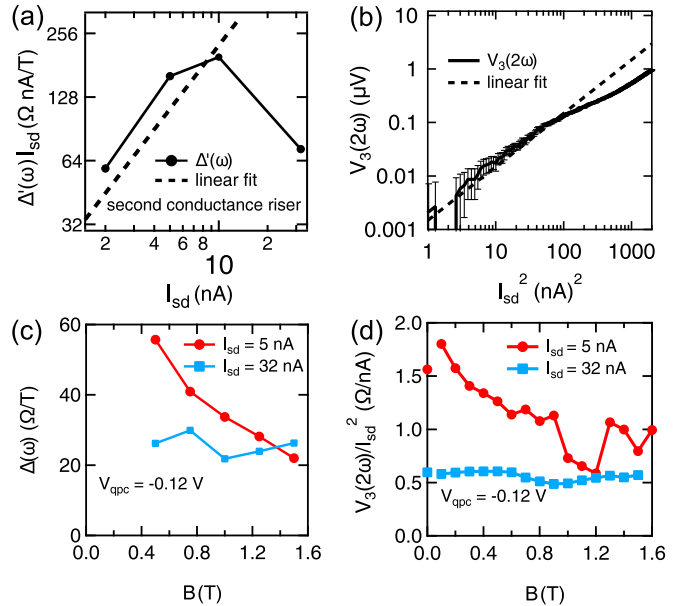 (a)
256
128
64
32
Δ'(ω) I_sd (Ω nA/T)
Δ'(ω)
linear fit
second conductance riser
2
4
6
8
10
2
I_sd (nA)
(b)
1
0.1
0.01
0.001
V_3(2ω) (μV)
V_3(2ω)
linear fit
1
10
100
1000
I_sd^2 (nA)^2
(c)
60
40
20
0
Δ(ω) (Ω/T)
I_sd = 5 nA
I_sd = 32 nA
V_qpc = -0.12 V
0.0
0.4
0.8
1.2
1.6
B(T)
(d)
2.0
1.5
1.0
0.5
0.0
V_3(2ω)/I_sd^2 (Ω/nA)
I_sd = 5 nA
I_sd = 32 nA
V_qpc = -0.12 V
0.0
0.4
0.8
1.2
1.6
B(T)